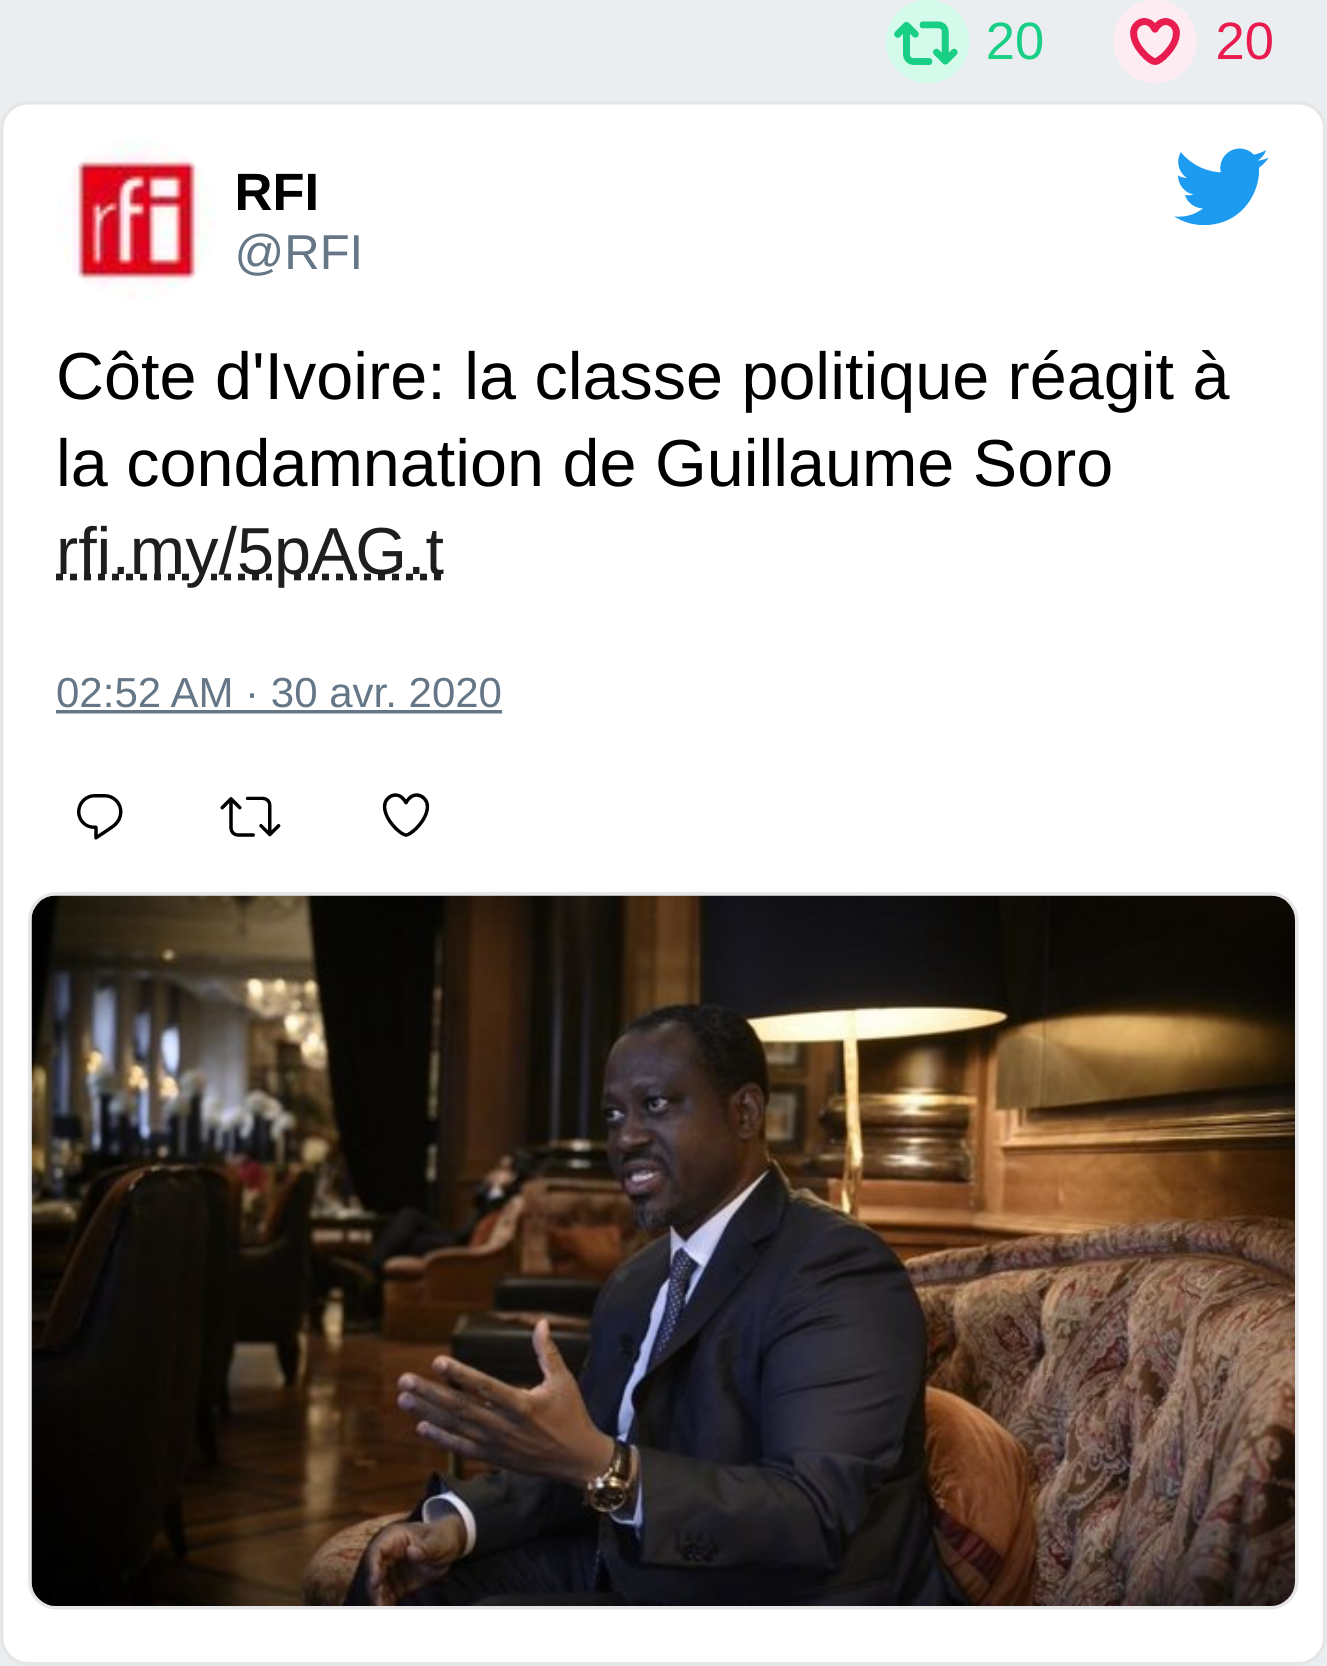 20 20
rfi
RFI
@RFI
Côte d'Ivoire: la classe politique réagit à
la condamnation de Guillaume Soro
rfi.my/5pAG.t
02:52 AM · 30 avr. 2020